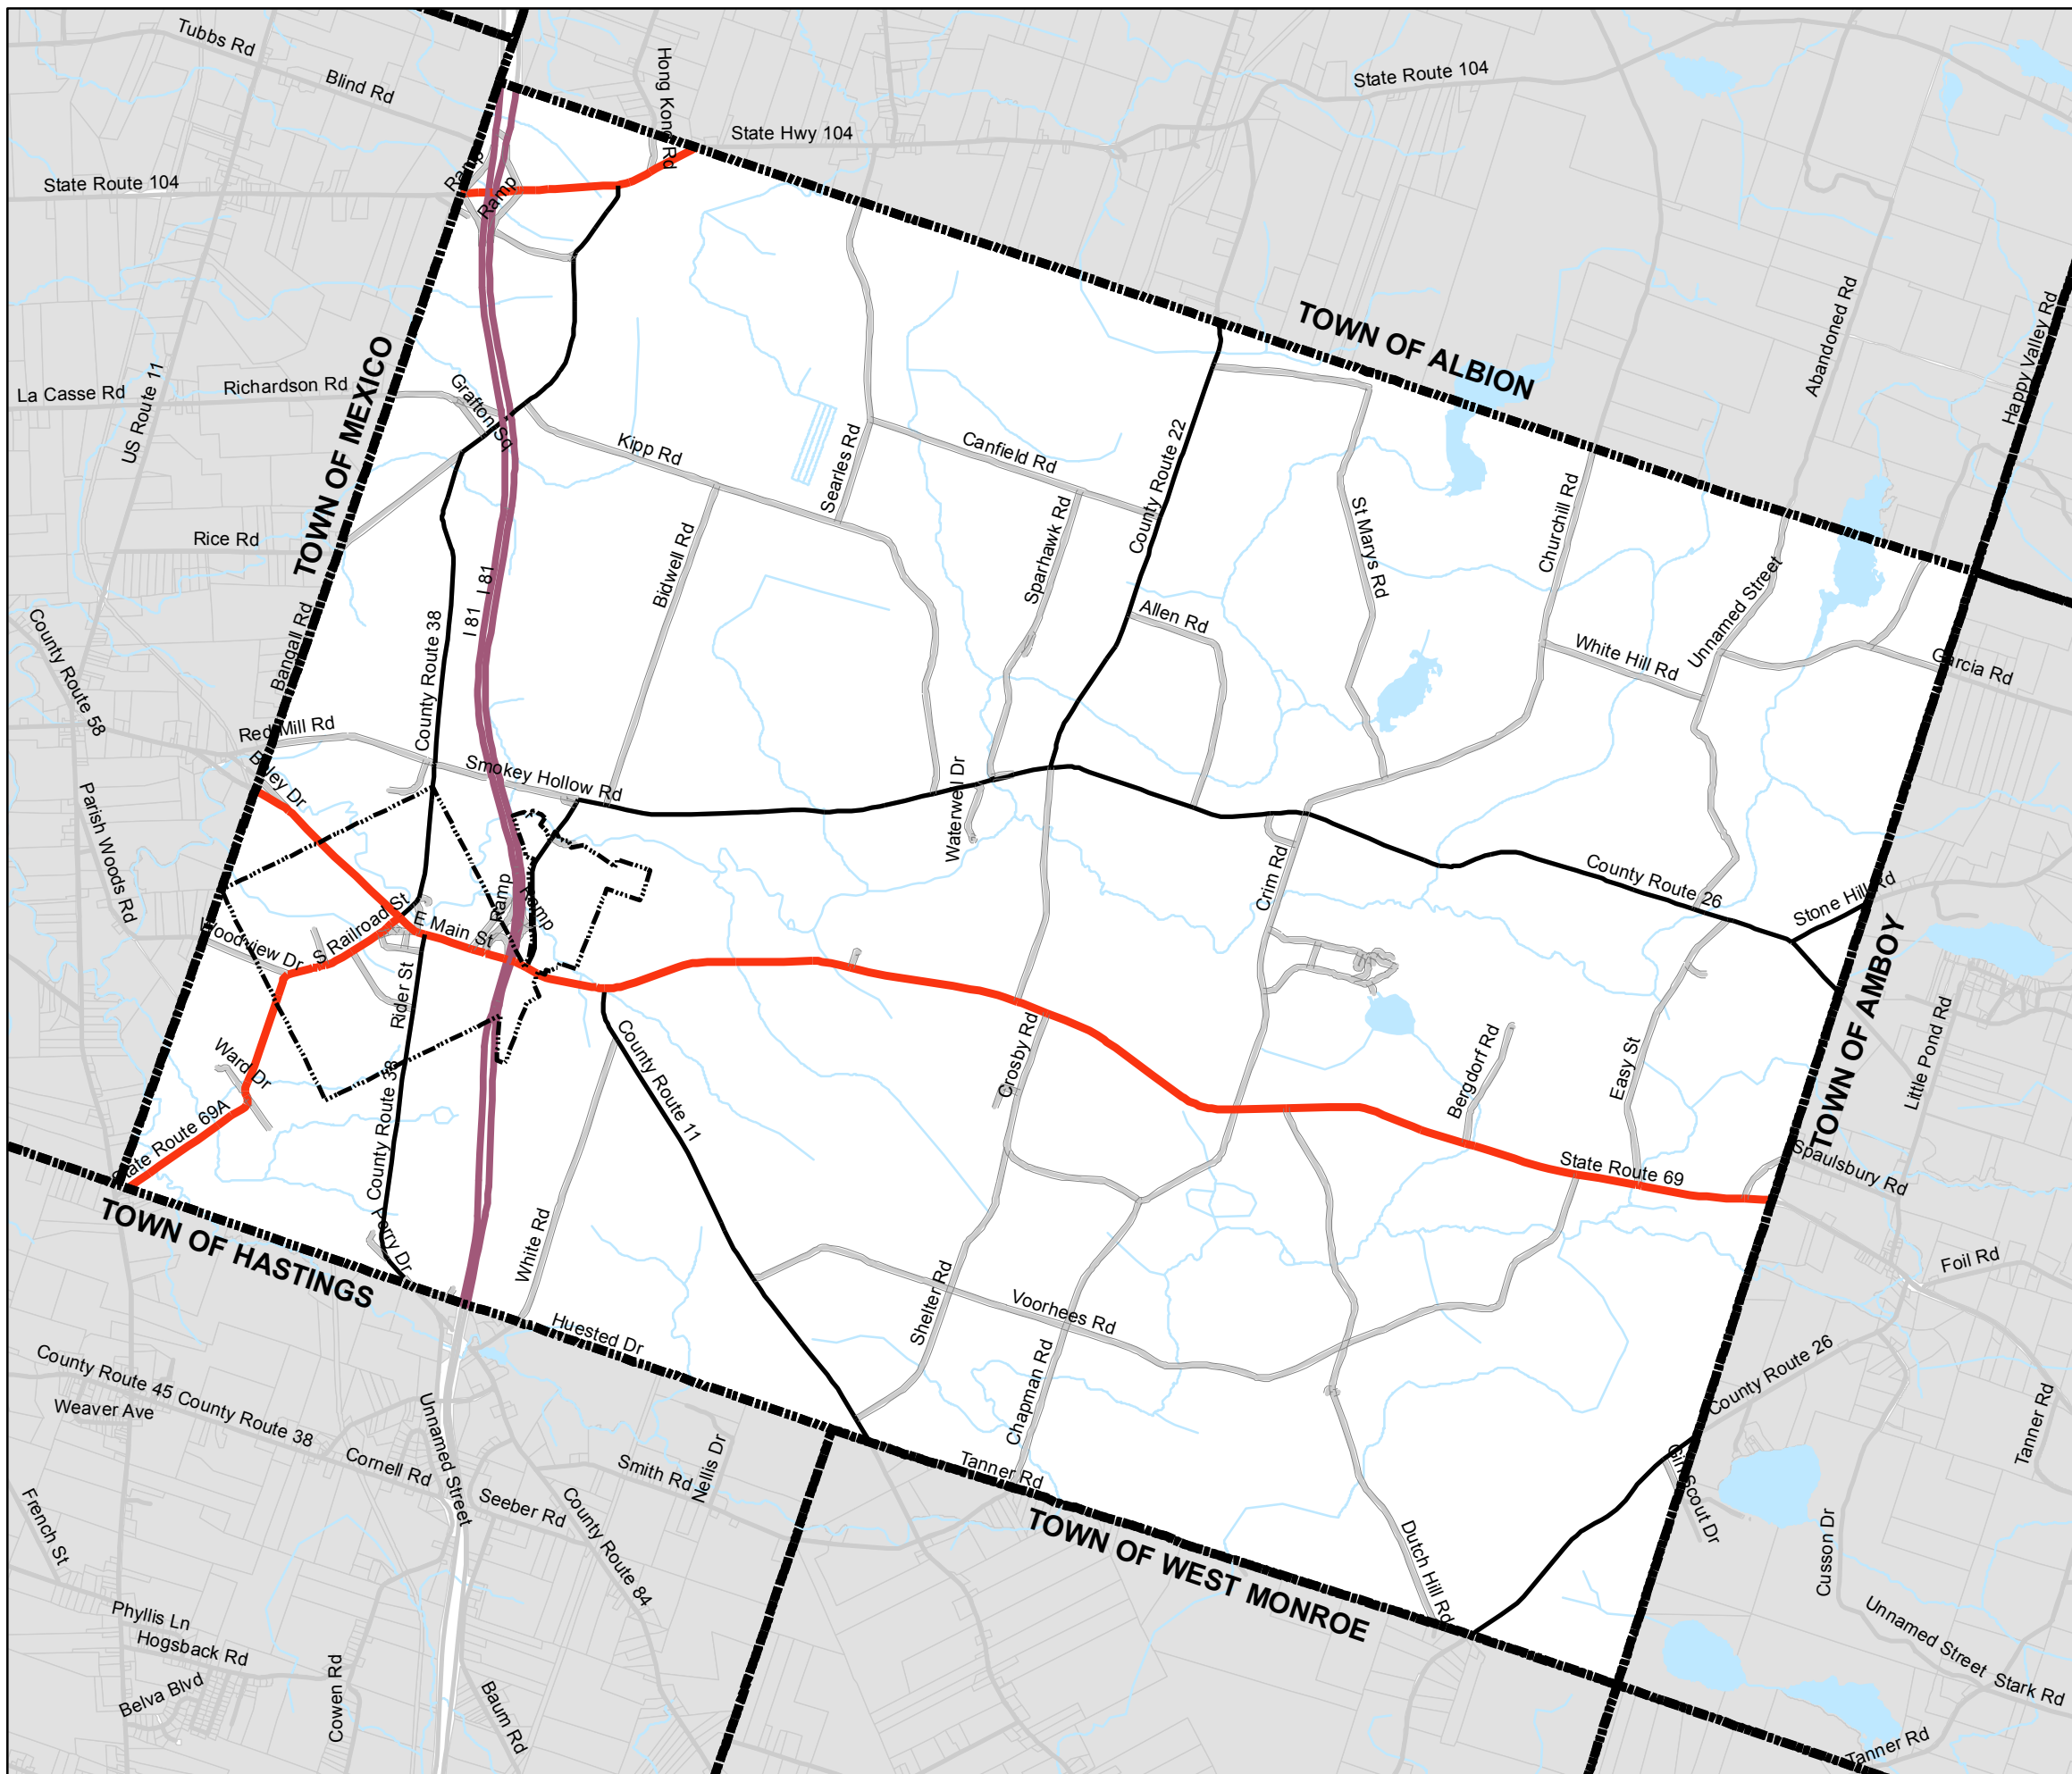 Tubbs Rd
Blind Rd
Hong Kong Rd
State Route 104
State Hwy 104
State Route 104
Ramp
Ramp
TOWN OF ALBION
Abandoned Rd
Happy Valley Rd
La Casse Rd
US Route 11
Richardson Rd
TOWN OF MEXICO
Grafton Sq
Kipp Rd
Searles Rd
Canfield Rd
County Route 22
Sparhawk Rd
St Marys Rd
Churchill Rd
Rice Rd
Bidwell Rd
I 81
I 81
Allen Rd
White Hill Rd
Unnamed Street
Garcia Rd
Bangall Rd
County Route 58
County Route 38
Red Mill Rd
Smokey Hollow Rd
Waterwell Dr
Parish Woods Rd
Crim Rd
County Route 26
Stone Hill Rd
Ramp
Ramp
Woodview Dr
S Railroad St
E Main St
Rider St
TOWN OF AMBOY
Ward Dr
County Route 38
County Route 11
Crosby Rd
Bergdorf Rd
Easy St
Little Pond Rd
State Route 69A
County Route 38
State Route 69
Spaulsbury Rd
TOWN OF HASTINGS
White Rd
Huested Dr
Shelter Rd
Voorhees Rd
Chapman Rd
Foil Rd
County Route 26
Tanner Rd
County Route 45
County Route 38
Weaver Ave
Cornell Rd
Unnamed Street
Seeber Rd
County Route 84
Smith Rd
Nellis Dr
Tanner Rd
TOWN OF WEST MONROE
Dutch Hill Rd
Girl Scout Dr
Cusson Dr
Unnamed Street
Stark Rd
Tanner Rd
French St
Phyllis Ln
Hogsback Rd
Belva Blvd
Cowen Rd
Baum Rd